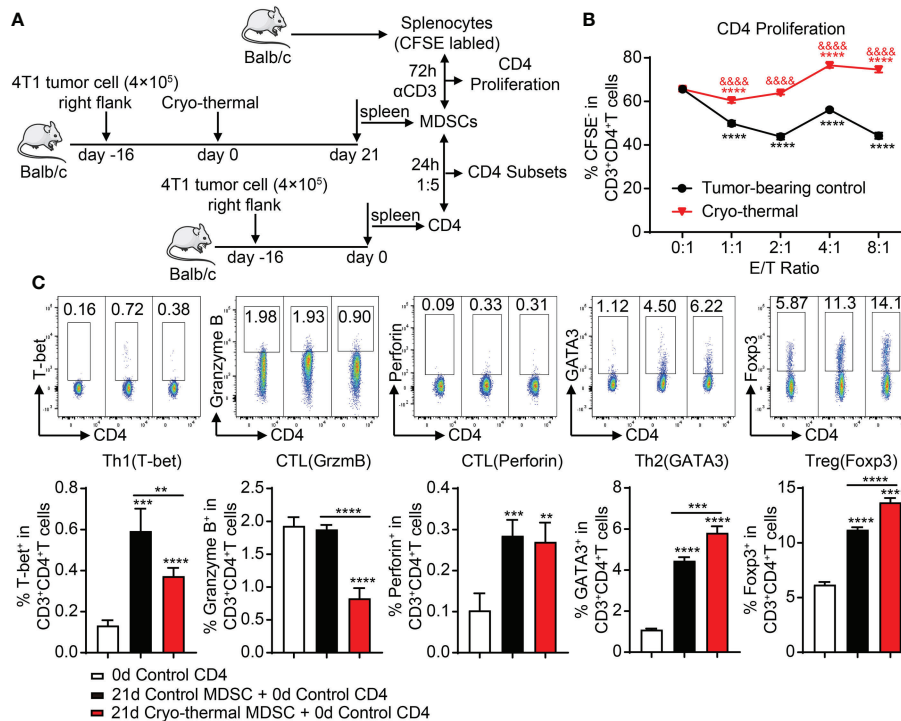 A
Balb/c
Splenocytes
(CFSE labled)
72h
αCD3
CD4
Proliferation
4T1 tumor cell (4×10⁵)
right flank
Cryo-thermal
spleen
MDSCs
day -16
day 0
day 21
Balb/c
24h
1:5
CD4 Subsets
4T1 tumor cell (4×10⁵)
right flank
spleen
CD4
day -16
day 0
Balb/c
B
CD4 Proliferation
% CFSE⁻ in
CD3⁺CD4⁺T cells
80
60
40
20
0
&&&&
****
&&&&
&&&&
****
&&&&
****
****
****
****
****
Tumor-bearing control
Cryo-thermal
0:1 1:1 2:1 4:1 8:1
E/T Ratio
C
0.16 0.72 0.38
T-bet
CD4
1.98 1.93 0.90
Granzyme B
CD4
0.09 0.33 0.31
Perforin
CD4
1.12 4.50 6.22
GATA3
CD4
5.87 11.3 14.1
Foxp3
CD4
Th1(T-bet)
% T-bet⁺ in
CD3⁺CD4⁺T cells
0.8
0.6
0.4
0.2
0.0
**
***
****
CTL(GrzmB)
% Granzyme B⁺ in
CD3⁺CD4⁺T cells
2.5
2.0
1.5
1.0
0.5
0.0
****
****
CTL(Perforin)
% Perforin⁺ in
CD3⁺CD4⁺T cells
0.4
0.3
0.2
0.1
0.0
***
**
Th2(GATA3)
% GATA3⁺ in
CD3⁺CD4⁺T cells
8
6
4
2
0
***
****
****
Treg(Foxp3)
% Foxp3⁺ in
CD3⁺CD4⁺T cells
15
10
5
0
****
****
0d Control CD4
21d Control MDSC + 0d Control CD4
21d Cryo-thermal MDSC + 0d Control CD4